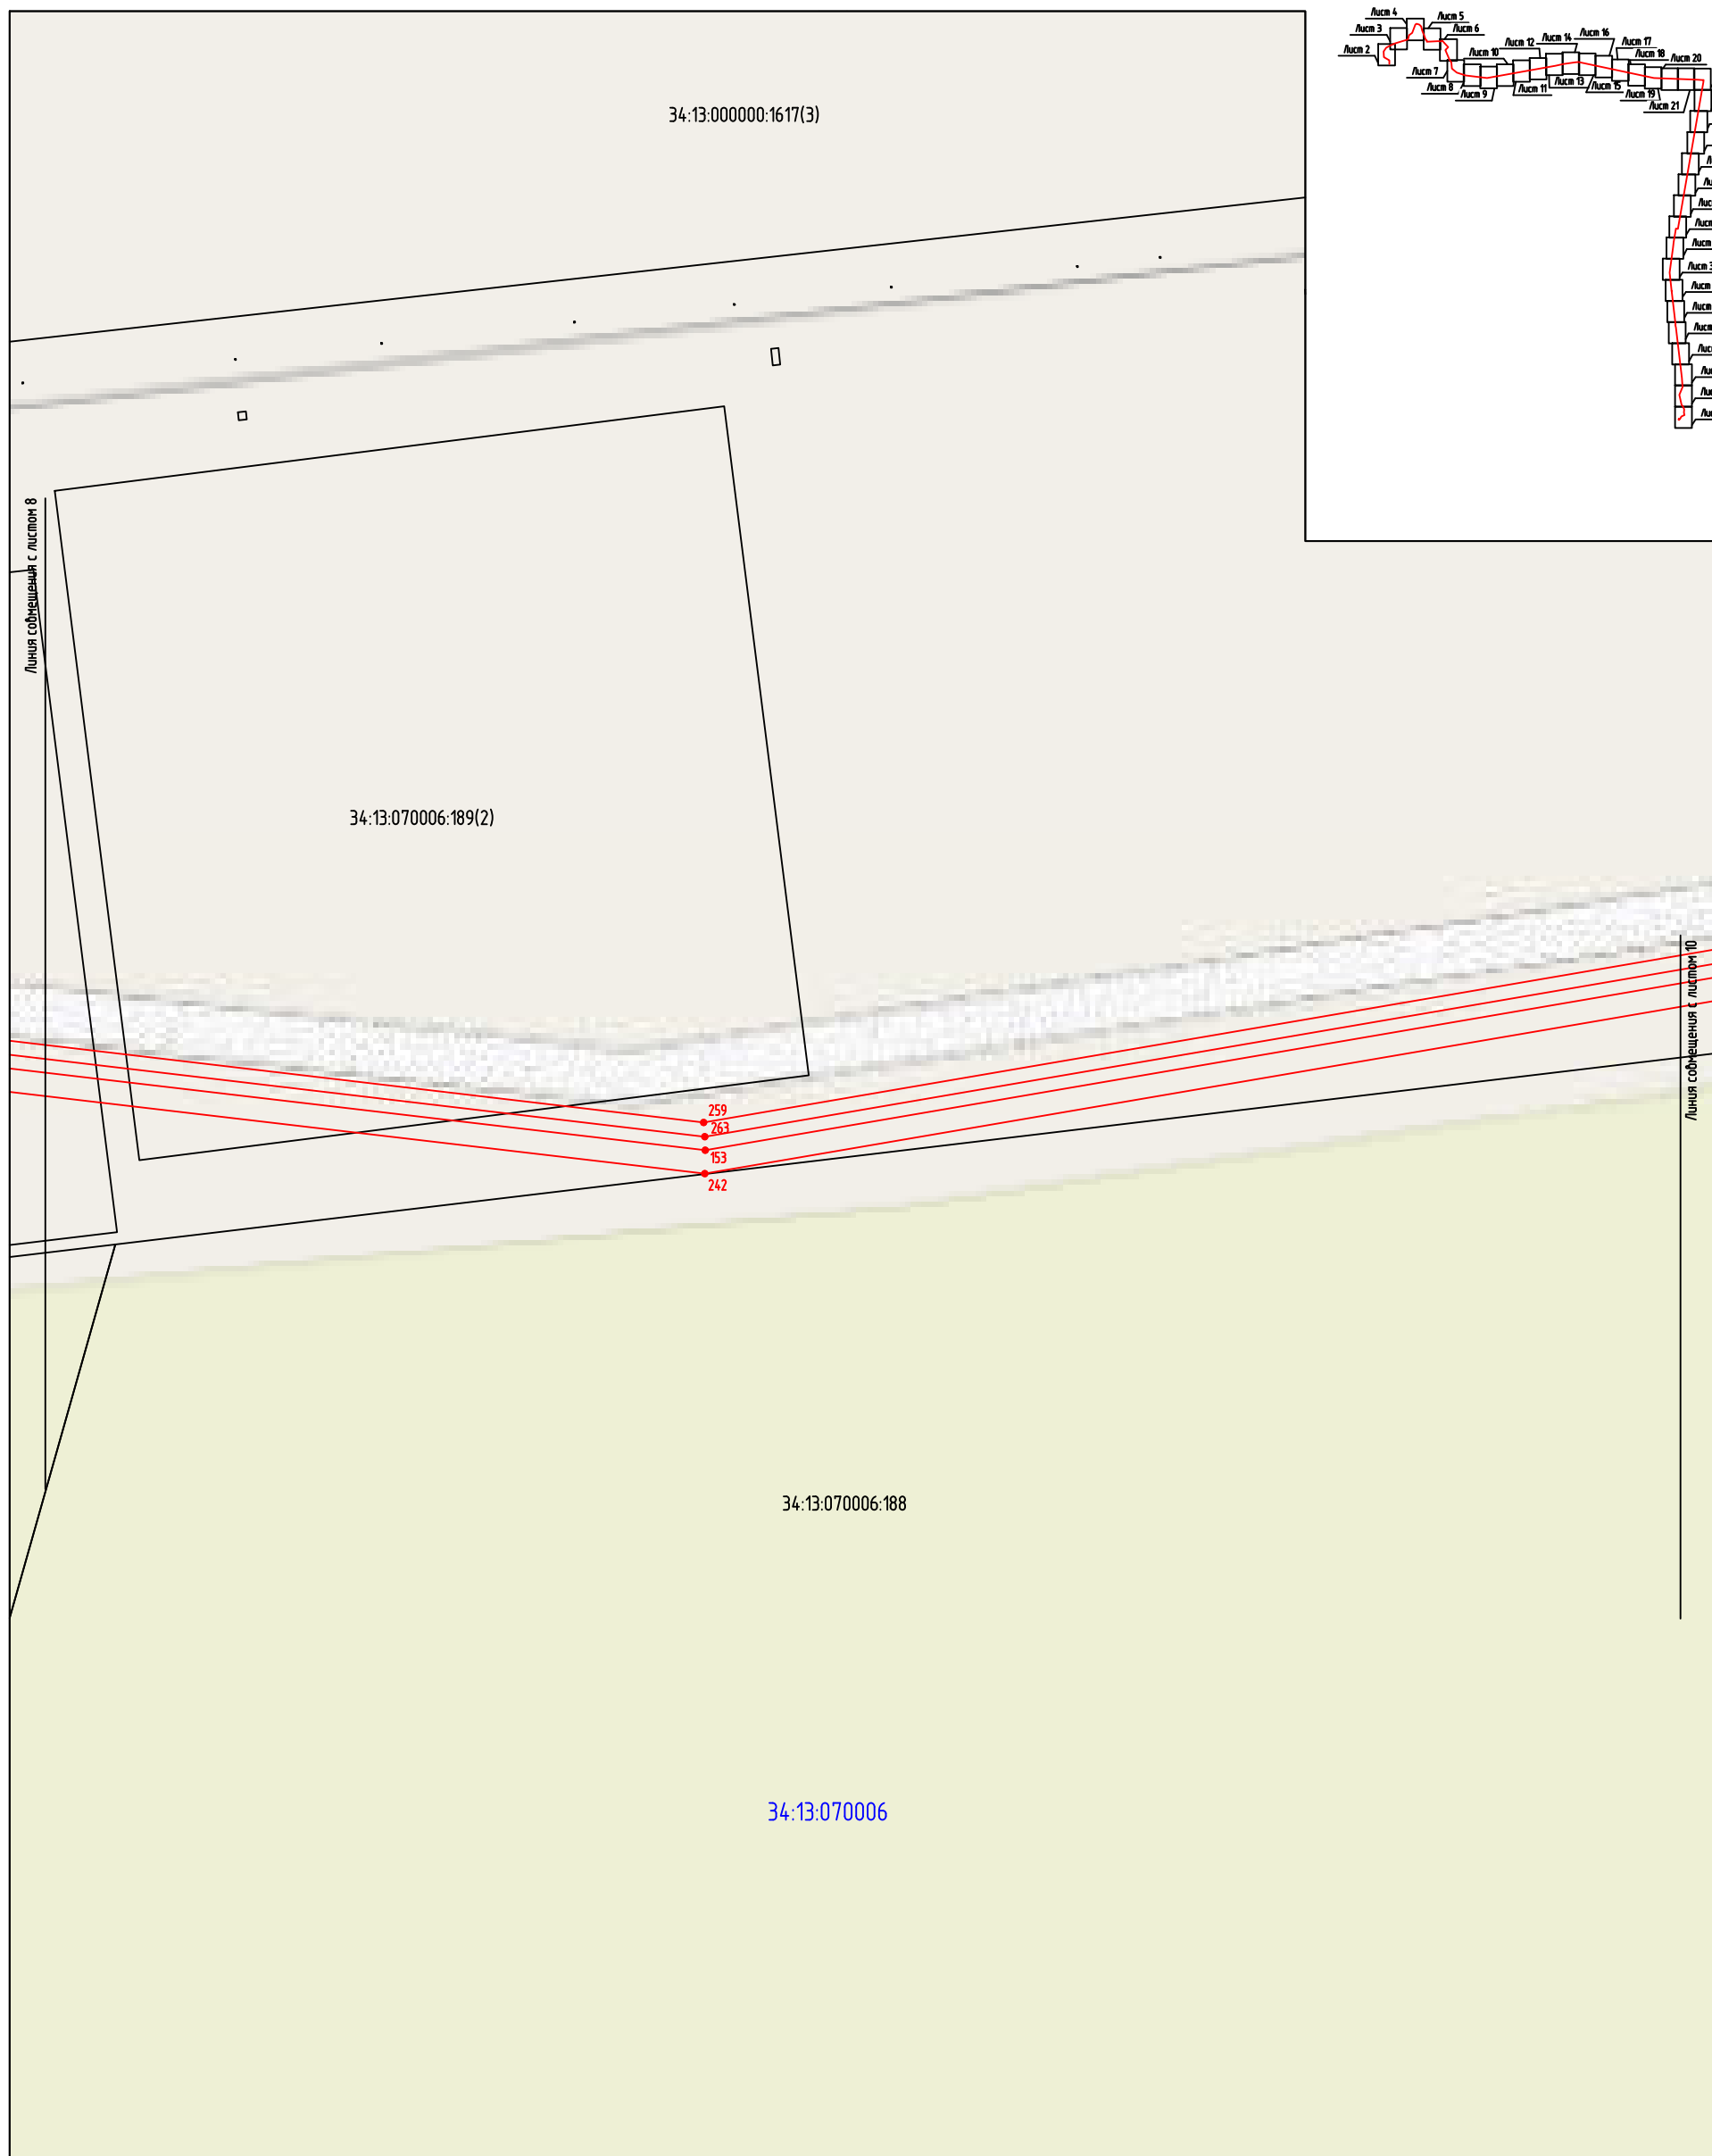 Лист 4
Лист 5
Лист 3
Лист 6
Лист 2
Лист 12
Лист 14
Лист 16
Лист 17
Лист 10
Лист 18
Лист 20
Лист 7
Лист 8
Лист 9
Лист 11
Лист 13
Лист 15
Лист 19
Лист 21
34:13:000000:1617(3)
Линия совмещения с листом 8
34:13:070006:189(2)
Линия совмещения с листом 10
259
263
153
242
34:13:070006:188
34:13:070006